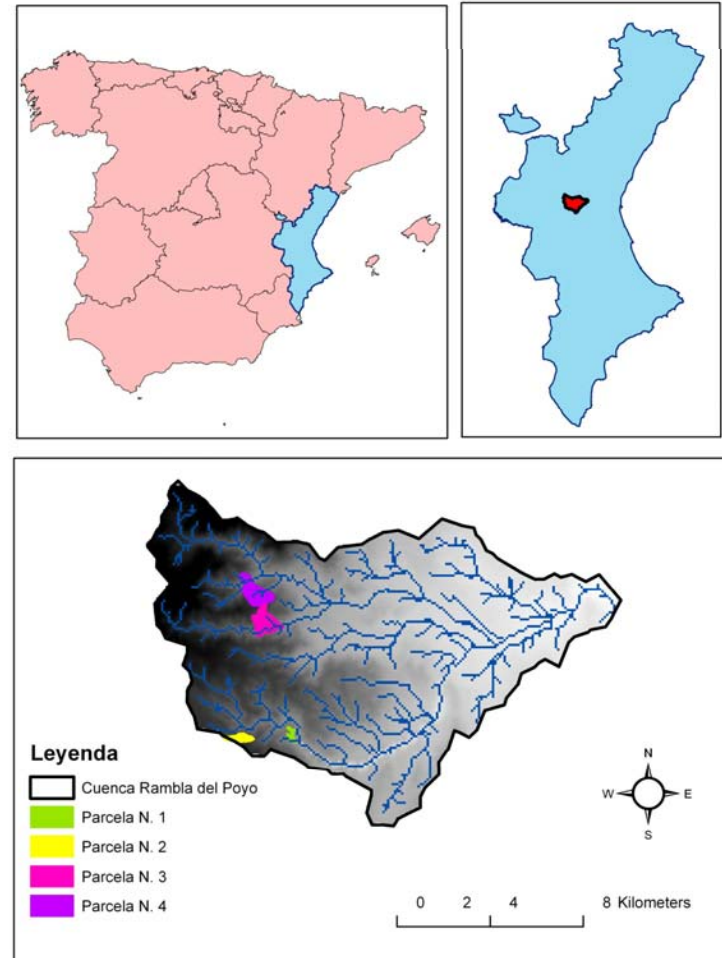 Leyenda
Cuenca Rambla del Poyo
Parcela N. 1
Parcela N. 2
Parcela N. 3
Parcela N. 4
N
W E
S
0 2 4 8 Kilometers